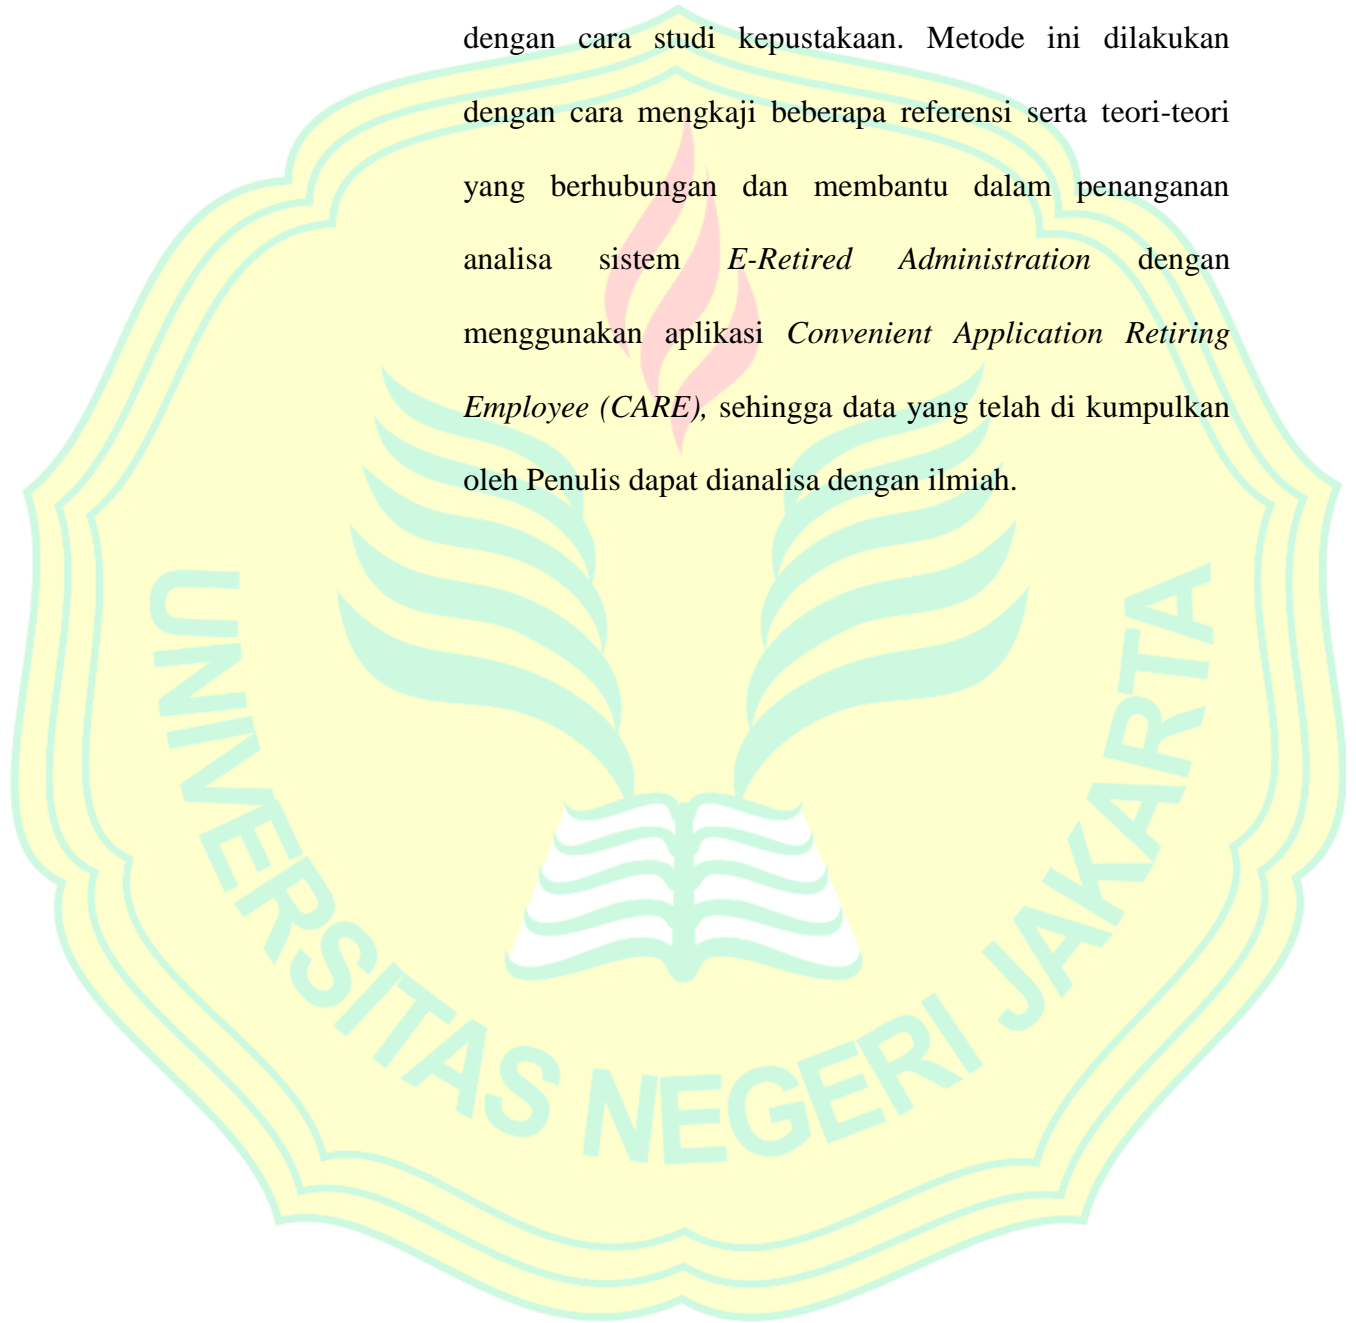 dengan cara studi kepustakaan. Metode ini dilakukan
dengan cara mengkaji beberapa referensi serta teori-teori
yang berhubungan dan membantu dalam penanganan
analisa sistem E-Retired Administration dengan
menggunakan aplikasi Convenient Application Retiring
Employee (CARE), sehingga data yang telah di kumpulkan
oleh Penulis dapat dianalisa dengan ilmiah.
UNIVERSITAS NEGERI JAKARTA